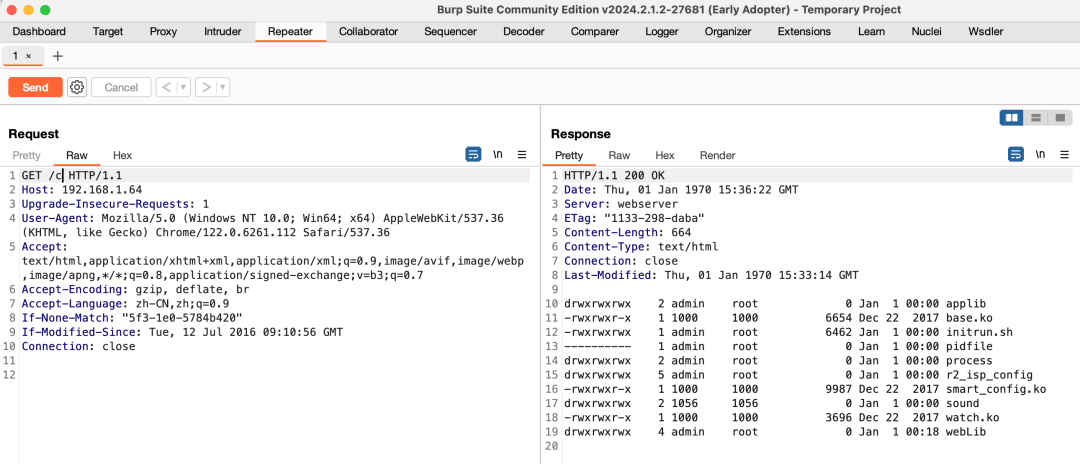 Burp Suite Community Edition v2024.2.1.2-27681 (Early Adopter) - Temporary Project
Dashboard Target Proxy Intruder Repeater Collaborator Sequencer Decoder Comparer Logger Organizer Extensions Learn Nuclei Wsdler
1 × +
Send Cancel < >
Request
Pretty Raw Hex \n
1 GET /c HTTP/1.1
2 Host: 192.168.1.64
3 Upgrade-Insecure-Requests: 1
4 User-Agent: Mozilla/5.0 (Windows NT 10.0; Win64; x64) AppleWebKit/537.36
(KHTML, like Gecko) Chrome/122.0.6261.112 Safari/537.36
5 Accept:
text/html,application/xhtml+xml,application/xml;q=0.9,image/avif,image/webp
,image/apng,*/*;q=0.8,application/signed-exchange;v=b3;q=0.7
6 Accept-Encoding: gzip, deflate, br
7 Accept-Language: zh-CN,zh;q=0.9
8 If-None-Match: "5f3-1e0-5784b420"
9 If-Modified-Since: Tue, 12 Jul 2016 09:10:56 GMT
10 Connection: close
11
12
Response
Pretty Raw Hex Render \n
1 HTTP/1.1 200 OK
2 Date: Thu, 01 Jan 1970 15:36:22 GMT
3 Server: webserver
4 ETag: "1133-298-daba"
5 Content-Length: 664
6 Content-Type: text/html
7 Connection: close
8 Last-Modified: Thu, 01 Jan 1970 15:33:14 GMT
9
10 drwxrwxrwx 2 admin root 0 Jan 1 00:00 applib
11 -rwxrwxr-x 1 1000 1000 6654 Dec 22 2017 base.ko
12 -rwxrwxrwx 1 admin root 6462 Jan 1 00:00 initrun.sh
13 ---------- 1 admin root 0 Jan 1 00:00 pidfile
14 drwxrwxrwx 2 admin root 0 Jan 1 00:00 process
15 drwxrwxrwx 5 admin root 0 Jan 1 00:00 r2_isp_config
16 -rwxrwxr-x 1 1000 1000 9987 Dec 22 2017 smart_config.ko
17 drwxrwxrwx 2 1056 1056 0 Jan 1 00:00 sound
18 -rwxrwxr-x 1 1000 1000 3696 Dec 22 2017 watch.ko
19 drwxrwxrwx 4 admin root 0 Jan 1 00:18 webLib
20